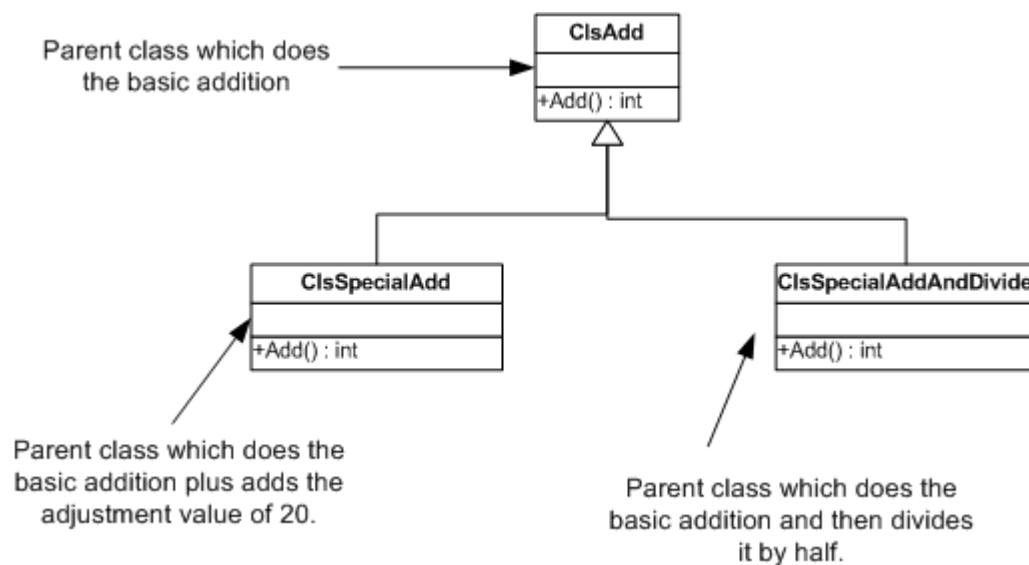 ClsAdd
+Add() : int
Parent class which does
the basic addition
ClsSpecialAdd
+Add() : int
ClsSpecialAddAndDivide
+Add() : int
Parent class which does the
basic addition plus adds the
adjustment value of 20.
Parent class which does the
basic addition and then divides
it by half.